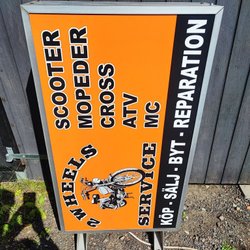 SCOOTER
MOPEDER
CROSS
ATV
MC
2 WHEELS
SERVICE
KÖP - SÄLJ - BYT - REPARATION